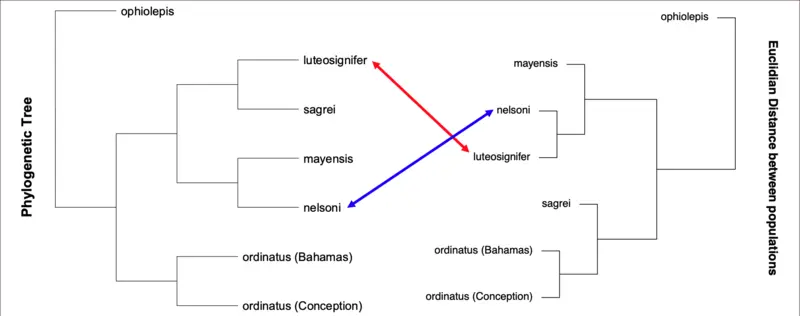 Phylogenetic Tree
ophiolepis
luteosignifer
sagrei
mayensis
nelsoni
ordinatus (Bahamas)
ordinatus (Conception)
ophiolepis
mayensis
nelsoni
luteosignifer
sagrei
ordinatus (Bahamas)
ordinatus (Conception)
Euclidian Distance between populations